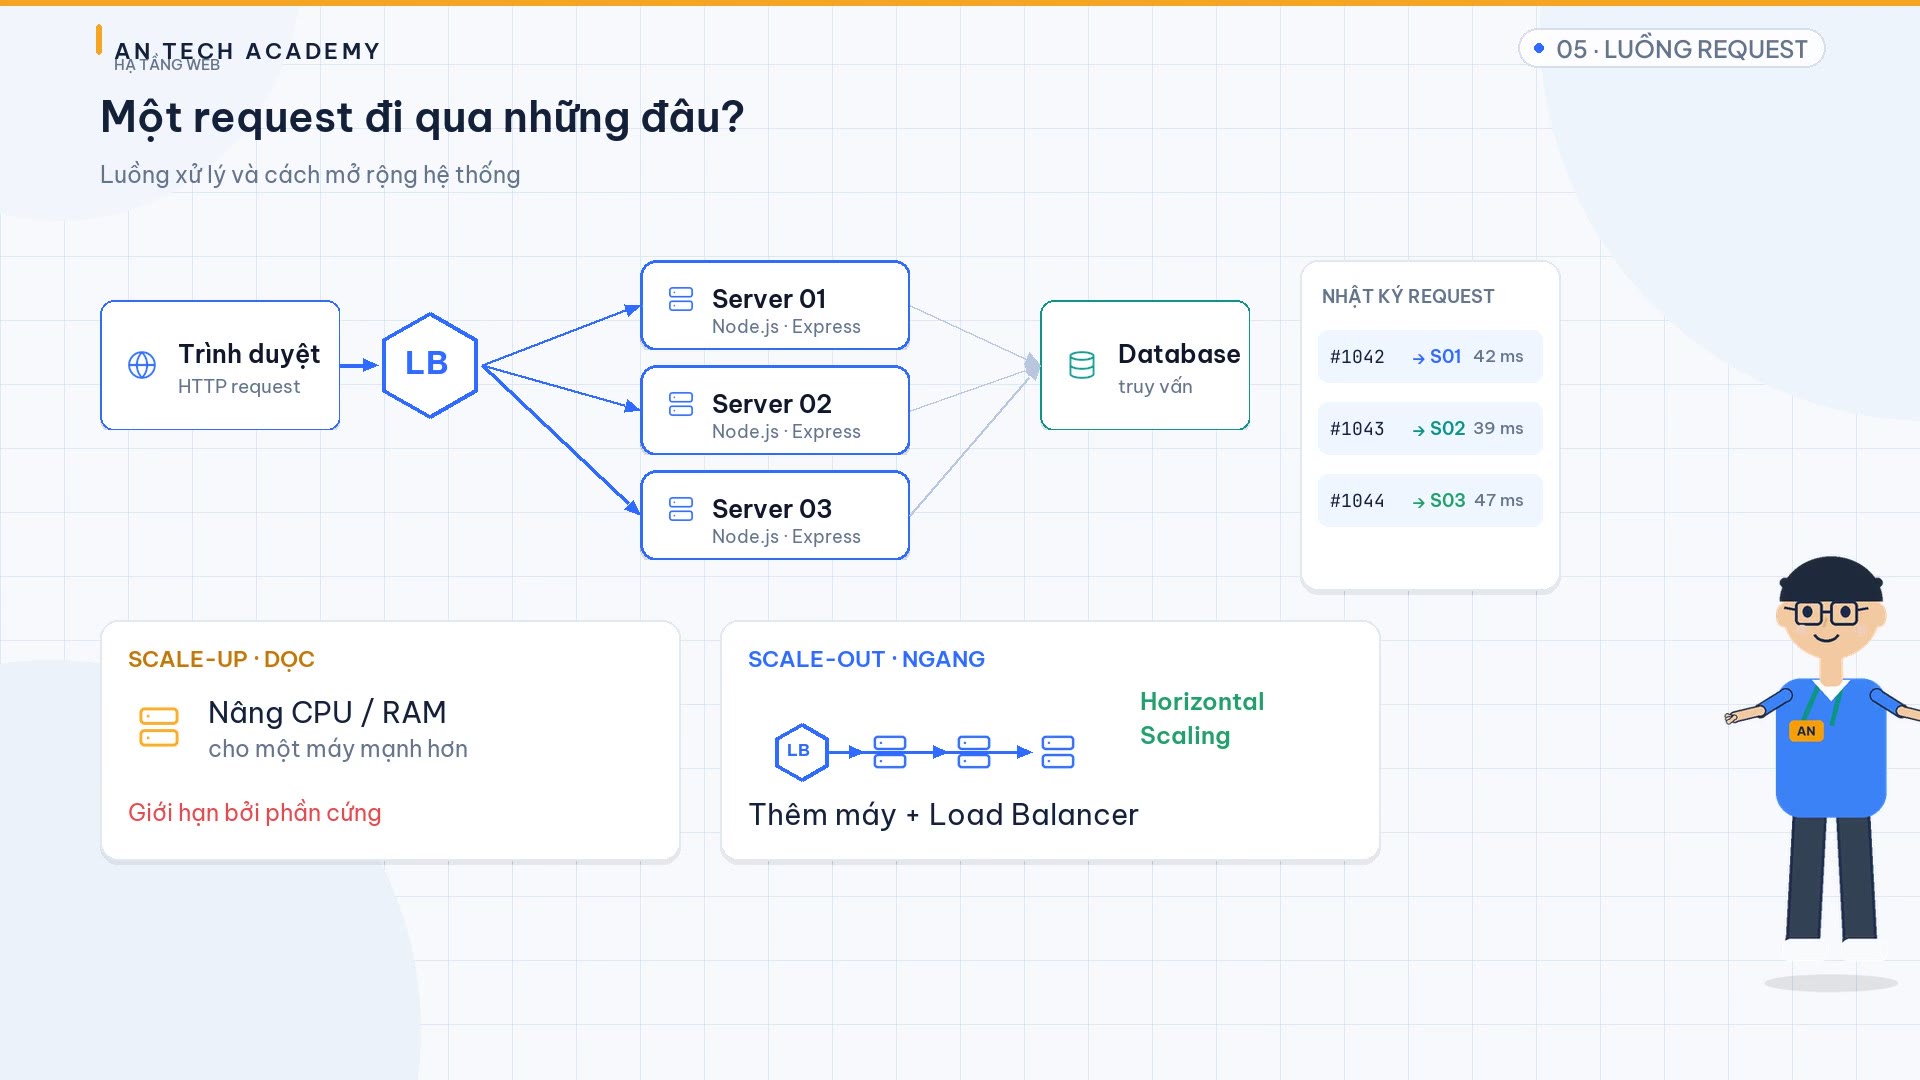 AN TECH ACADEMY
HẠ TẦNG WEB
05 · LUỒNG REQUEST
Một request đi qua những đâu?
Luồng xử lý và cách mở rộng hệ thống
Trình duyệt
HTTP request
LB
Server 01
Node.js · Express
Server 02
Node.js · Express
Server 03
Node.js · Express
Database
truy vấn
NHẬT KÝ REQUEST
#1042 → S01 42 ms
#1043 → S02 39 ms
#1044 → S03 47 ms
SCALE-UP · DỌC
Nâng CPU / RAM
cho một máy mạnh hơn
Giới hạn bởi phần cứng
SCALE-OUT · NGANG
LB
Horizontal
Scaling
Thêm máy + Load Balancer
AN